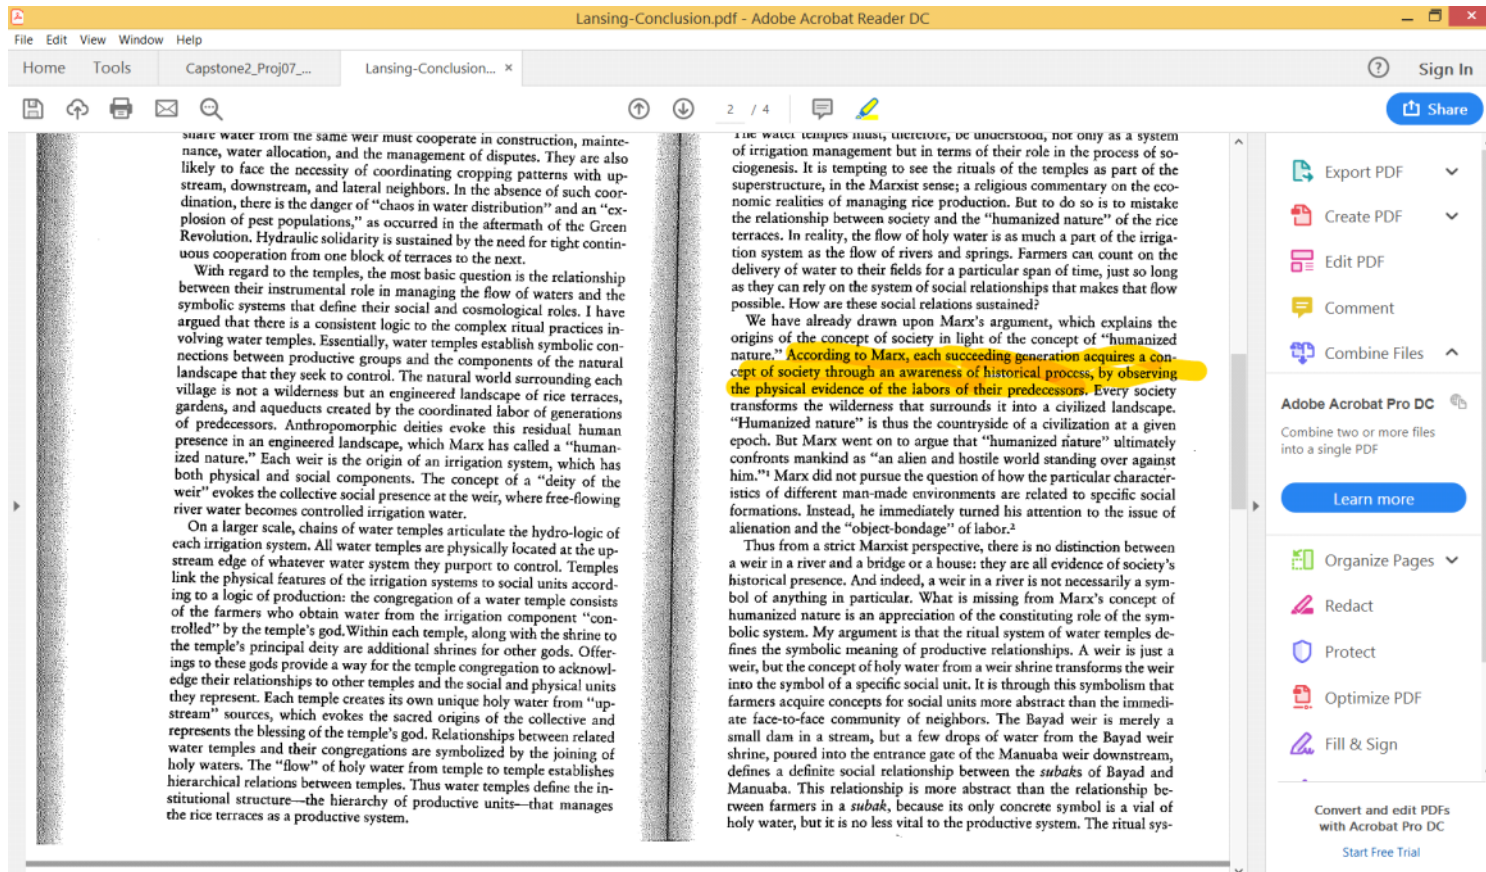 Lansing-Conclusion.pdf - Adobe Acrobat Reader DC
File Edit View Window Help
Home Tools Capstone2_Proj07_... Lansing-Conclusion... × ? Sign In
2 / 4 Share
share water from the same weir must cooperate in construction, mainte-
nance, water allocation, and the management of disputes. They are also
likely to face the necessity of coordinating cropping patterns with up-
stream, downstream, and lateral neighbors. In the absence of such coor-
dination, there is the danger of "chaos in water distribution" and an "ex-
plosion of pest populations," as occurred in the aftermath of the Green
Revolution. Hydraulic solidarity is sustained by the need for tight contin-
uous cooperation from one block of terraces to the next.
With regard to the temples, the most basic question is the relationship
between their instrumental role in managing the flow of waters and the
symbolic systems that define their social and cosmological roles. I have
argued that there is a consistent logic to the complex ritual practices in-
volving water temples. Essentially, water temples establish symbolic con-
nections between productive groups and the components of the natural
landscape that they seek to control. The natural world surrounding each
village is not a wilderness but an engineered landscape of rice terraces,
gardens, and aqueducts created by the coordinated labor of generations
of predecessors. Anthropomorphic deities evoke this residual human
presence in an engineered landscape, which Marx has called a "human-
ized nature." Each weir is the origin of an irrigation system, which has
both physical and social components. The concept of a "deity of the
weir" evokes the collective social presence at the weir, where free-flowing
river water becomes controlled irrigation water.
On a larger scale, chains of water temples articulate the hydro-logic of
each irrigation system. All water temples are physically located at the up-
stream edge of whatever water system they purport to control. Temples
link the physical features of the irrigation systems to social units accord-
ing to a logic of production: the congregation of a water temple consists
of the farmers who obtain water from the irrigation component "con-
trolled" by the temple's god. Within each temple, along with the shrine to
the temple's principal deity are additional shrines for other gods. Offer-
ings to these gods provide a way for the temple congregation to acknowl-
edge their relationships to other temples and the social and physical units
they represent. Each temple creates its own unique holy water from "up-
stream" sources, which evokes the sacred origins of the collective and
represents the blessing of the temple's god. Relationships between related
water temples and their congregations are symbolized by the joining of
holy waters. The "flow" of holy water from temple to temple establishes
hierarchical relations between temples. Thus water temples define the in-
stitutional structure—the hierarchy of productive units—that manages
the rice terraces as a productive system.
The water temples must, therefore, be understood, not only as a system
of irrigation management but in terms of their role in the process of so-
ciogenesis. It is tempting to see the rituals of the temples as part of the
superstructure, in the Marxist sense; a religious commentary on the eco-
nomic realities of managing rice production. But to do so is to mistake
the relationship between society and the "humanized nature" of the rice
terraces. In reality, the flow of holy water is as much a part of the irriga-
tion system as the flow of rivers and springs. Farmers can count on the
delivery of water to their fields for a particular span of time, just so long
as they can rely on the system of social relationships that makes that flow
possible. How are these social relations sustained?
We have already drawn upon Marx's argument, which explains the
origins of the concept of society in light of the concept of "humanized
nature." According to Marx, each succeeding generation acquires a con-
cept of society through an awareness of historical process, by observing
the physical evidence of the labors of their predecessors. Every society
transforms the wilderness that surrounds it into a civilized landscape.
"Humanized nature" is thus the countryside of a civilization at a given
epoch. But Marx went on to argue that "humanized nature" ultimately
confronts mankind as "an alien and hostile world standing over against
him."¹ Marx did not pursue the question of how the particular character-
istics of different man-made environments are related to specific social
formations. Instead, he immediately turned his attention to the issue of
alienation and the "object-bondage" of labor.²
Thus from a strict Marxist perspective, there is no distinction between
a weir in a river and a bridge or a house: they are all evidence of society's
historical presence. And indeed, a weir in a river is not necessarily a sym-
bol of anything in particular. What is missing from Marx's concept of
humanized nature is an appreciation of the constituting role of the sym-
bolic system. My argument is that the ritual system of water temples de-
fines the symbolic meaning of productive relationships. A weir is just a
weir, but the concept of holy water from a weir shrine transforms the weir
into the symbol of a specific social unit. It is through this symbolism that
farmers acquire concepts for social units more abstract than the immedi-
ate face-to-face community of neighbors. The Bayad weir is merely a
small dam in a stream, but a few drops of water from the Bayad weir
shrine, poured into the entrance gate of the Manuaba weir downstream,
defines a definite social relationship between the subaks of Bayad and
Manuaba. This relationship is more abstract than the relationship be-
tween farmers in a subak, because its only concrete symbol is a vial of
holy water, but it is no less vital to the productive system. The ritual sys-
Export PDF
Create PDF
Edit PDF
Comment
Combine Files
Adobe Acrobat Pro DC
Combine two or more files
into a single PDF
Learn more
Organize Pages
Redact
Protect
Optimize PDF
Fill & Sign
Convert and edit PDFs
with Acrobat Pro DC
Start Free Trial